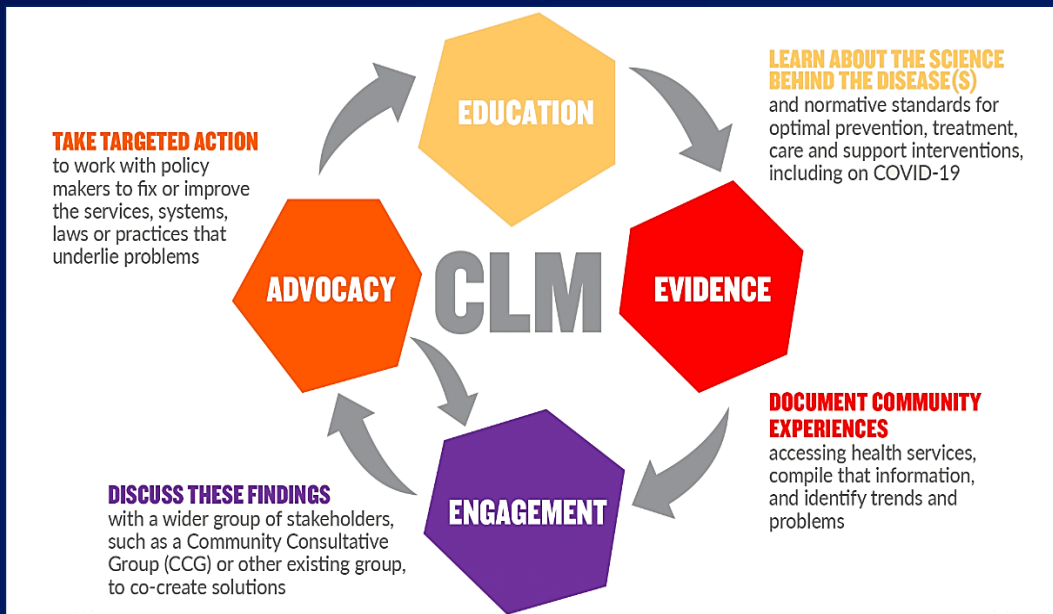 EDUCATION
LEARN ABOUT THE SCIENCE
BEHIND THE DISEASE(S)
and normative standards for
optimal prevention, treatment,
care and support interventions,
including on COVID-19
TAKE TARGETED ACTION
to work with policy
makers to fix or improve
the services, systems,
laws or practices that
underlie problems
ADVOCACY
CLM
EVIDENCE
DOCUMENT COMMUNITY
EXPERIENCES
accessing health services,
compile that information,
and identify trends and
problems
DISCUSS THESE FINDINGS
with a wider group of stakeholders,
such as a Community Consultative
Group (CCG) or other existing group,
to co-create solutions
ENGAGEMENT